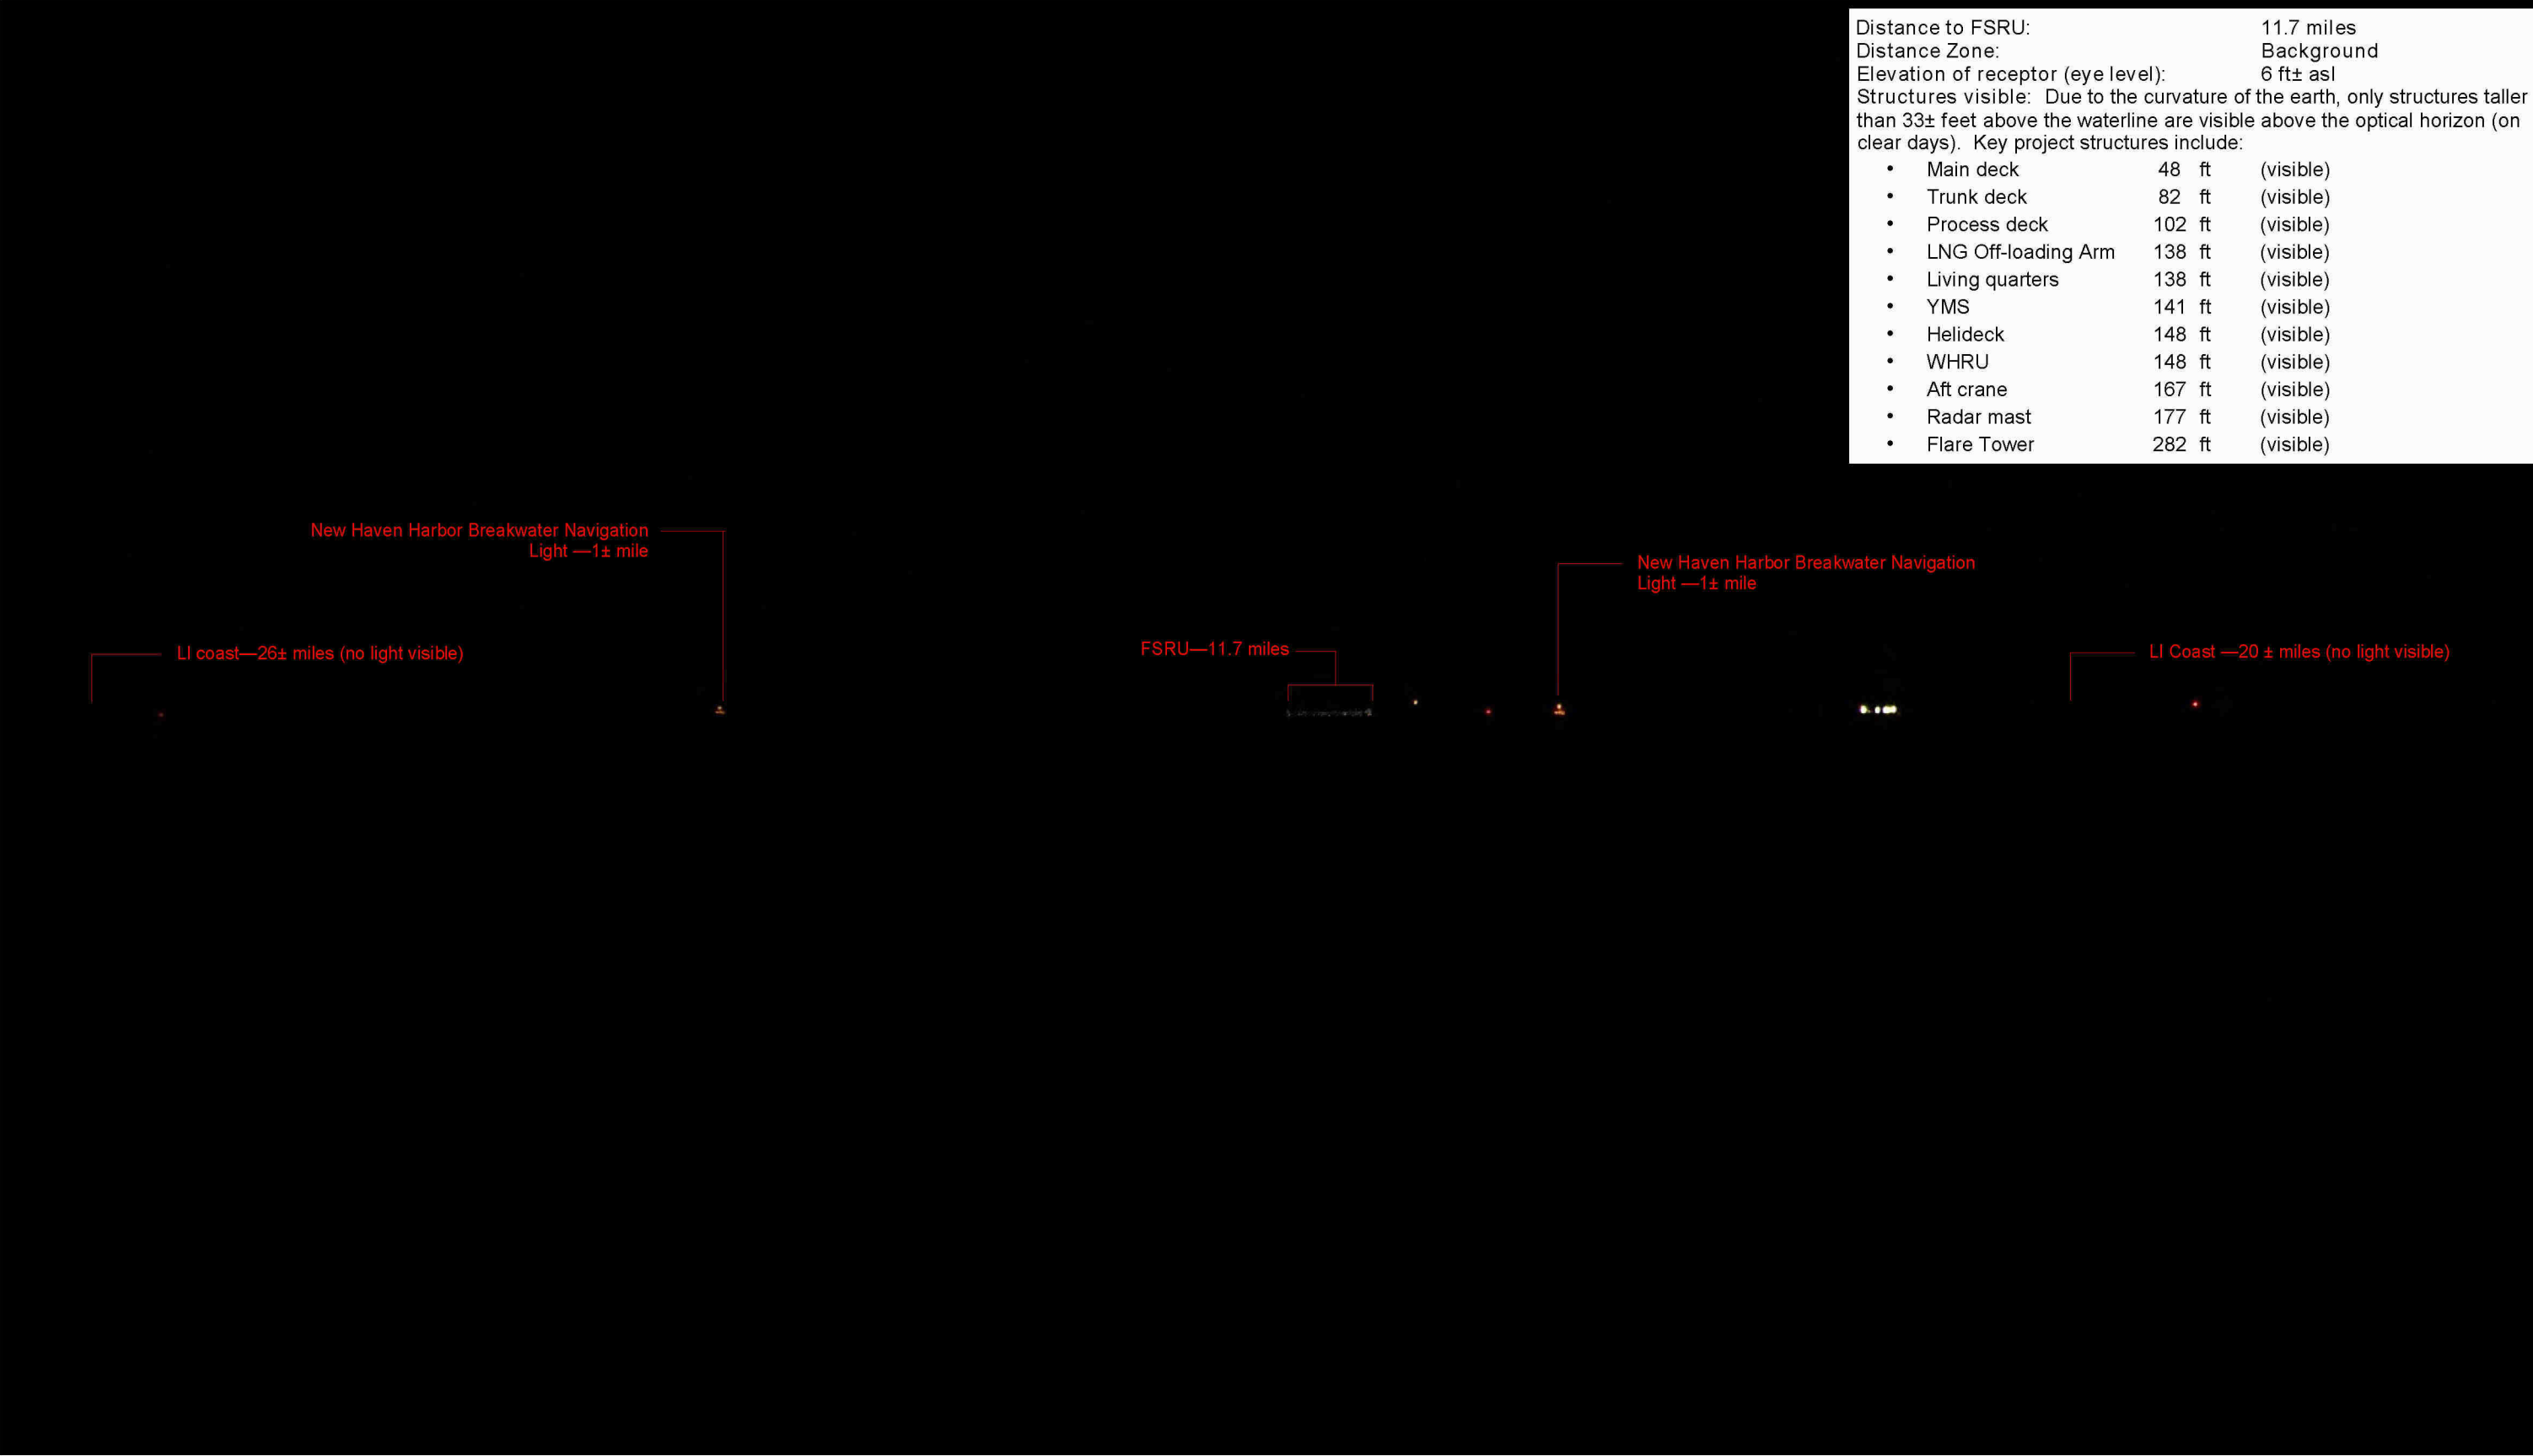 Distance to FSRU: 11.7 miles
Distance Zone: Background
Elevation of receptor (eye level): 6 ft± asl
Structures visible: Due to the curvature of the earth, only structures taller
than 33± feet above the waterline are visible above the optical horizon (on
clear days). Key project structures include:
• Main deck 48 ft (visible)
• Trunk deck 82 ft (visible)
• Process deck 102 ft (visible)
• LNG Off-loading Arm 138 ft (visible)
• Living quarters 138 ft (visible)
• YMS 141 ft (visible)
• Helideck 148 ft (visible)
• WHRU 148 ft (visible)
• Aft crane 167 ft (visible)
• Radar mast 177 ft (visible)
• Flare Tower 282 ft (visible)
New Haven Harbor Breakwater Navigation
Light —1± mile
New Haven Harbor Breakwater Navigation
Light —1± mile
LI coast—26± miles (no light visible)
FSRU—11.7 miles
LI Coast —20 ± miles (no light visible)